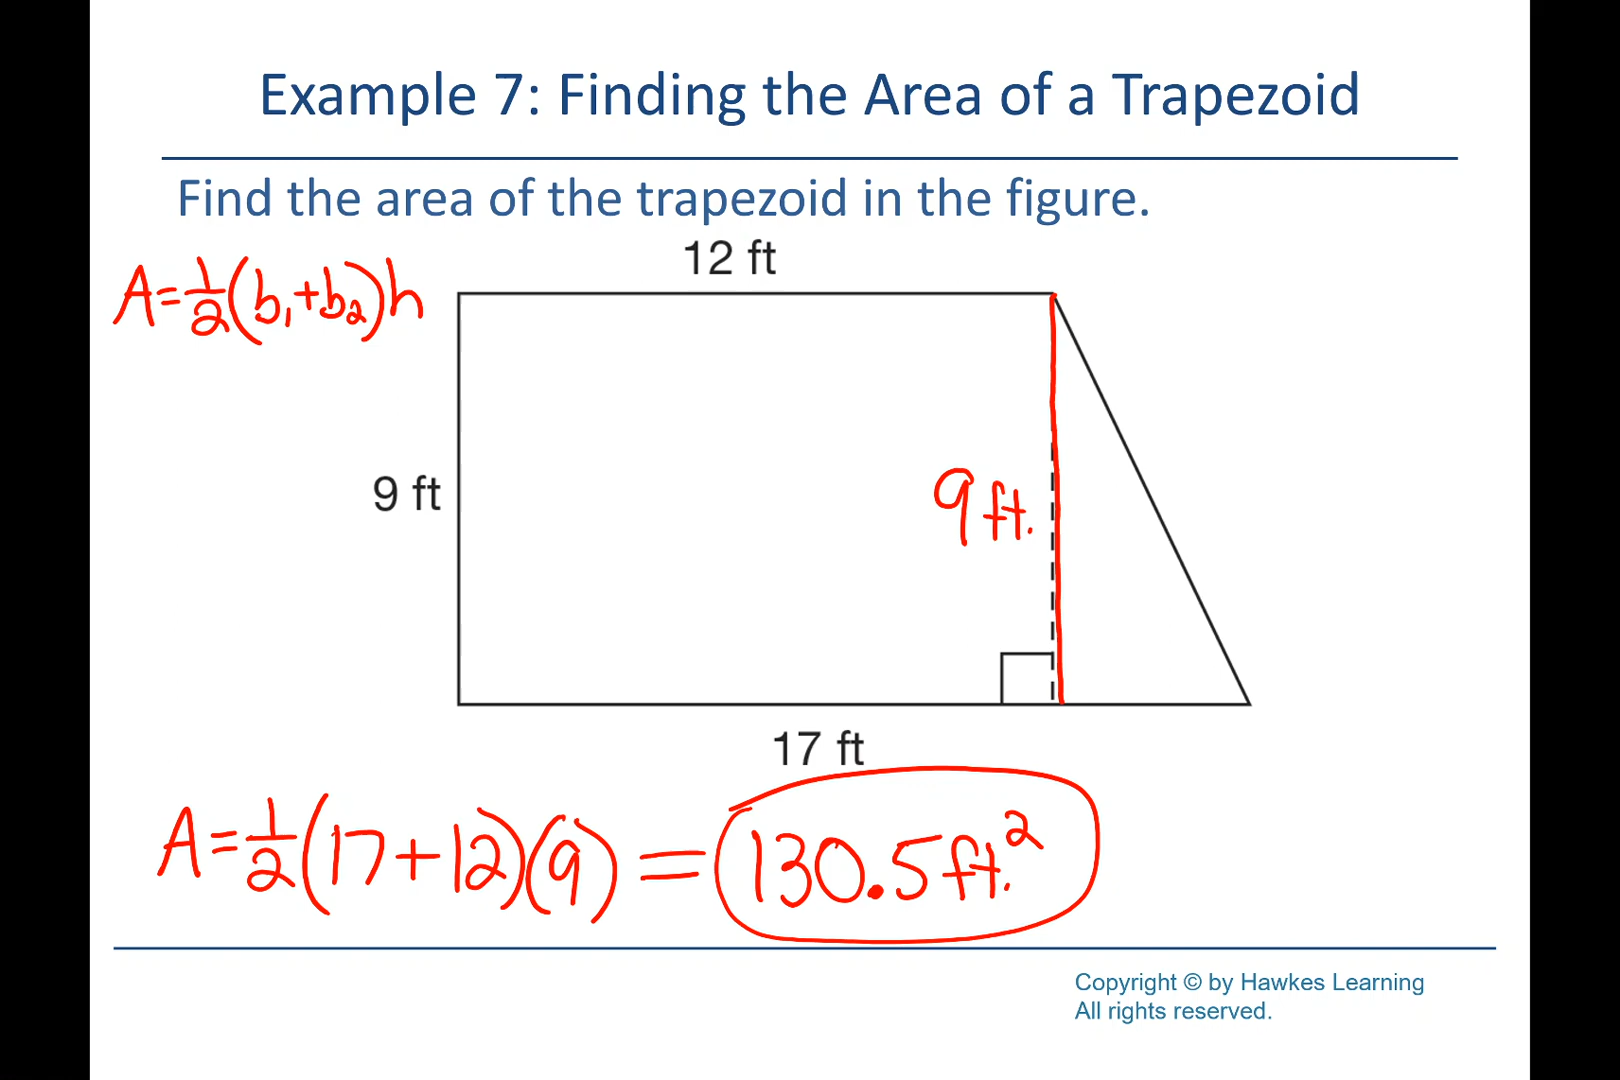 Example 7: Finding the Area of a Trapezoid
Find the area of the trapezoid in the figure.
12 ft
A=½(b₁+b₂)h
9 ft
9 ft.
17 ft
A=½(17+12)(9) = 130.5 ft.²
Copyright © by Hawkes Learning
All rights reserved.